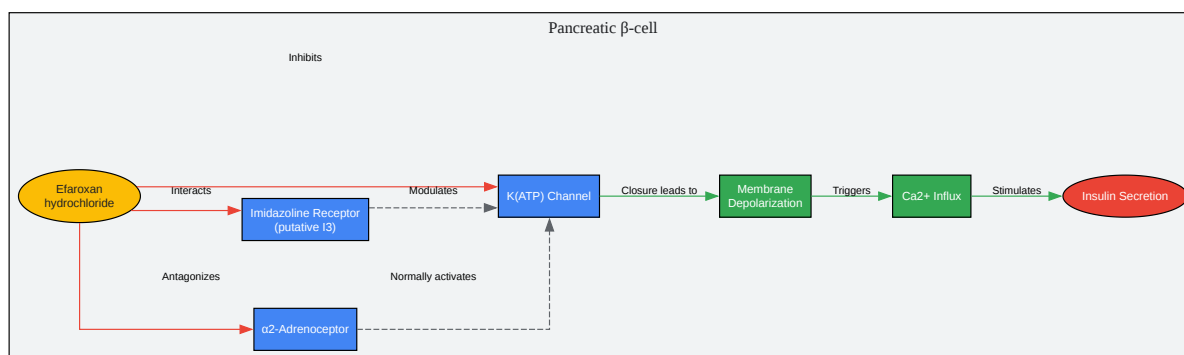 Pancreatic β-cell
Inhibits
Efaroxan
hydrochloride
Interacts
Imidazoline Receptor
(putative I3)
Modulates
K(ATP) Channel
Closure leads to
Membrane
Depolarization
Triggers
Ca2+ Influx
Stimulates
Insulin Secretion
Antagonizes
Normally activates
α2-Adrenoceptor